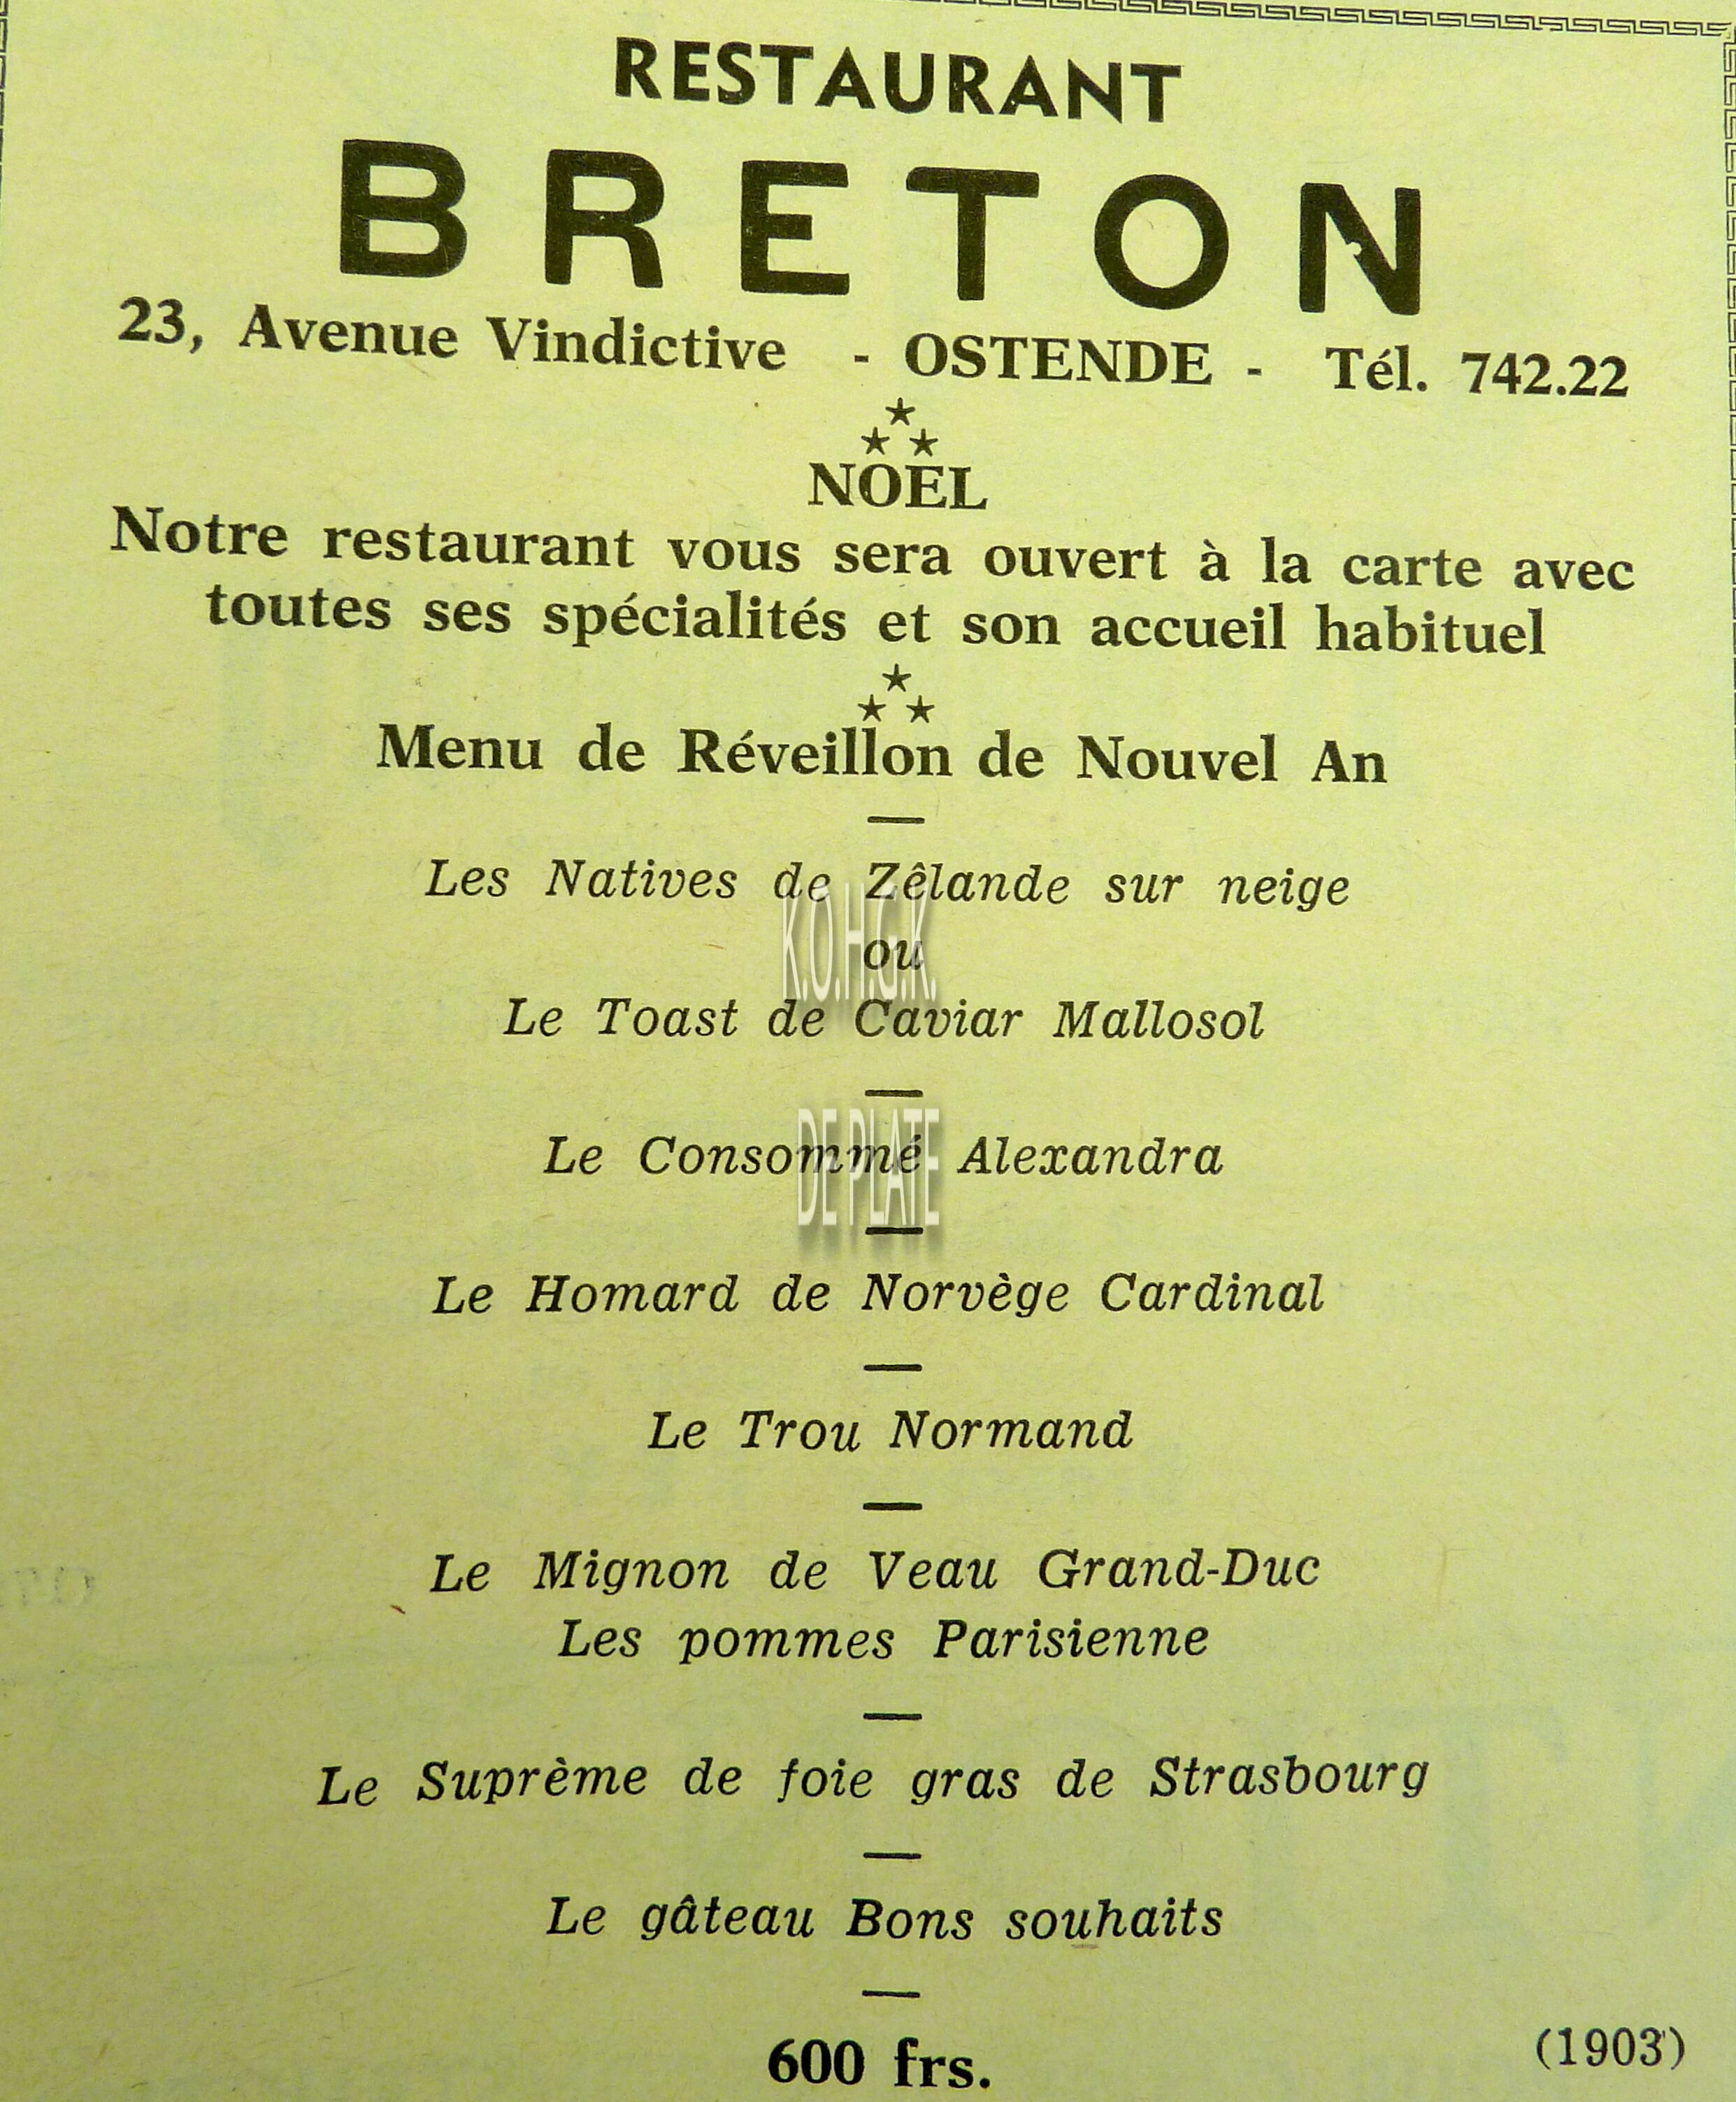 RESTAURANT
BRETON
23, Avenue Vindictive - OSTENDE - Tél. 742.22
NOEL
Notre restaurant vous sera ouvert à la carte avec
toutes ses spécialités et son accueil habituel
Menu de Réveillon de Nouvel An
Les Natives de Zêlande sur neige
ou
K.O.H.G.K.
Le Toast de Caviar Mallosol
Le Consommé Alexandra
DE PLATE
Le Homard de Norvège Cardinal
Le Trou Normand
Le Mignon de Veau Grand-Duc
Les pommes Parisienne
Le Suprème de foie gras de Strasbourg
Le gâteau Bons souhaits
600 frs.
(1903)